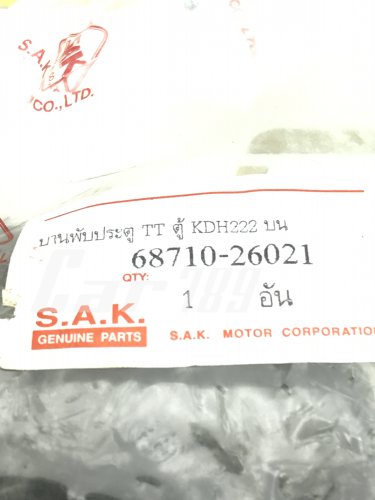 S.A.K.
CO.,LTD.
บานพับประตู TT ตู้ KDH222 บน
68710-26021
QTY:
1 อัน
S.A.K.
GENUINE PARTS
S.A.K. MOTOR CORPORATION